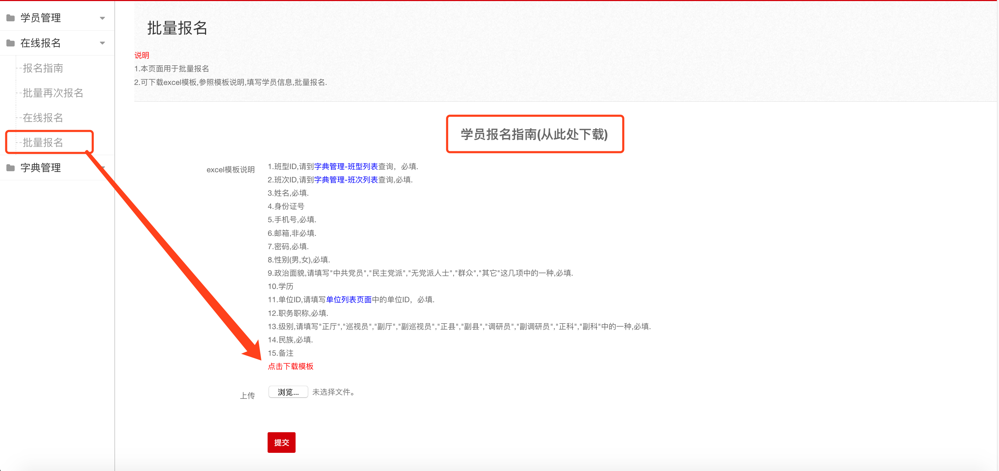 学员管理
在线报名
报名指南
批量再次报名
在线报名
批量报名
字典管理
批量报名
说明
1.本页面用于批量报名
2.可下载excel模板,参照模板说明,填写学员信息,批量报名.
学员报名指南(从此处下载)
excel模板说明
1.班型ID,请到字典管理-班型列表查询，必填.
2.班次ID,请到字典管理-班次列表查询,必填.
3.姓名,必填.
4.身份证号
5.手机号,必填.
6.邮箱,非必填.
7.密码,必填.
8.性别(男,女),必填.
9.政治面貌,请填写"中共党员","民主党派","无党派人士","群众","其它"这几项中的一种,必填.
10.学历
11.单位ID,请填写单位列表页面中的单位ID，必填.
12.职务职称,必填.
13.级别,请填写"正厅","巡视员","副厅","副巡视员","正县","副县","调研员","副调研员","正科","副科"中的一种,必填.
14.民族,必填.
15.备注
点击下载模板
上传 浏览... 未选择文件。
提交